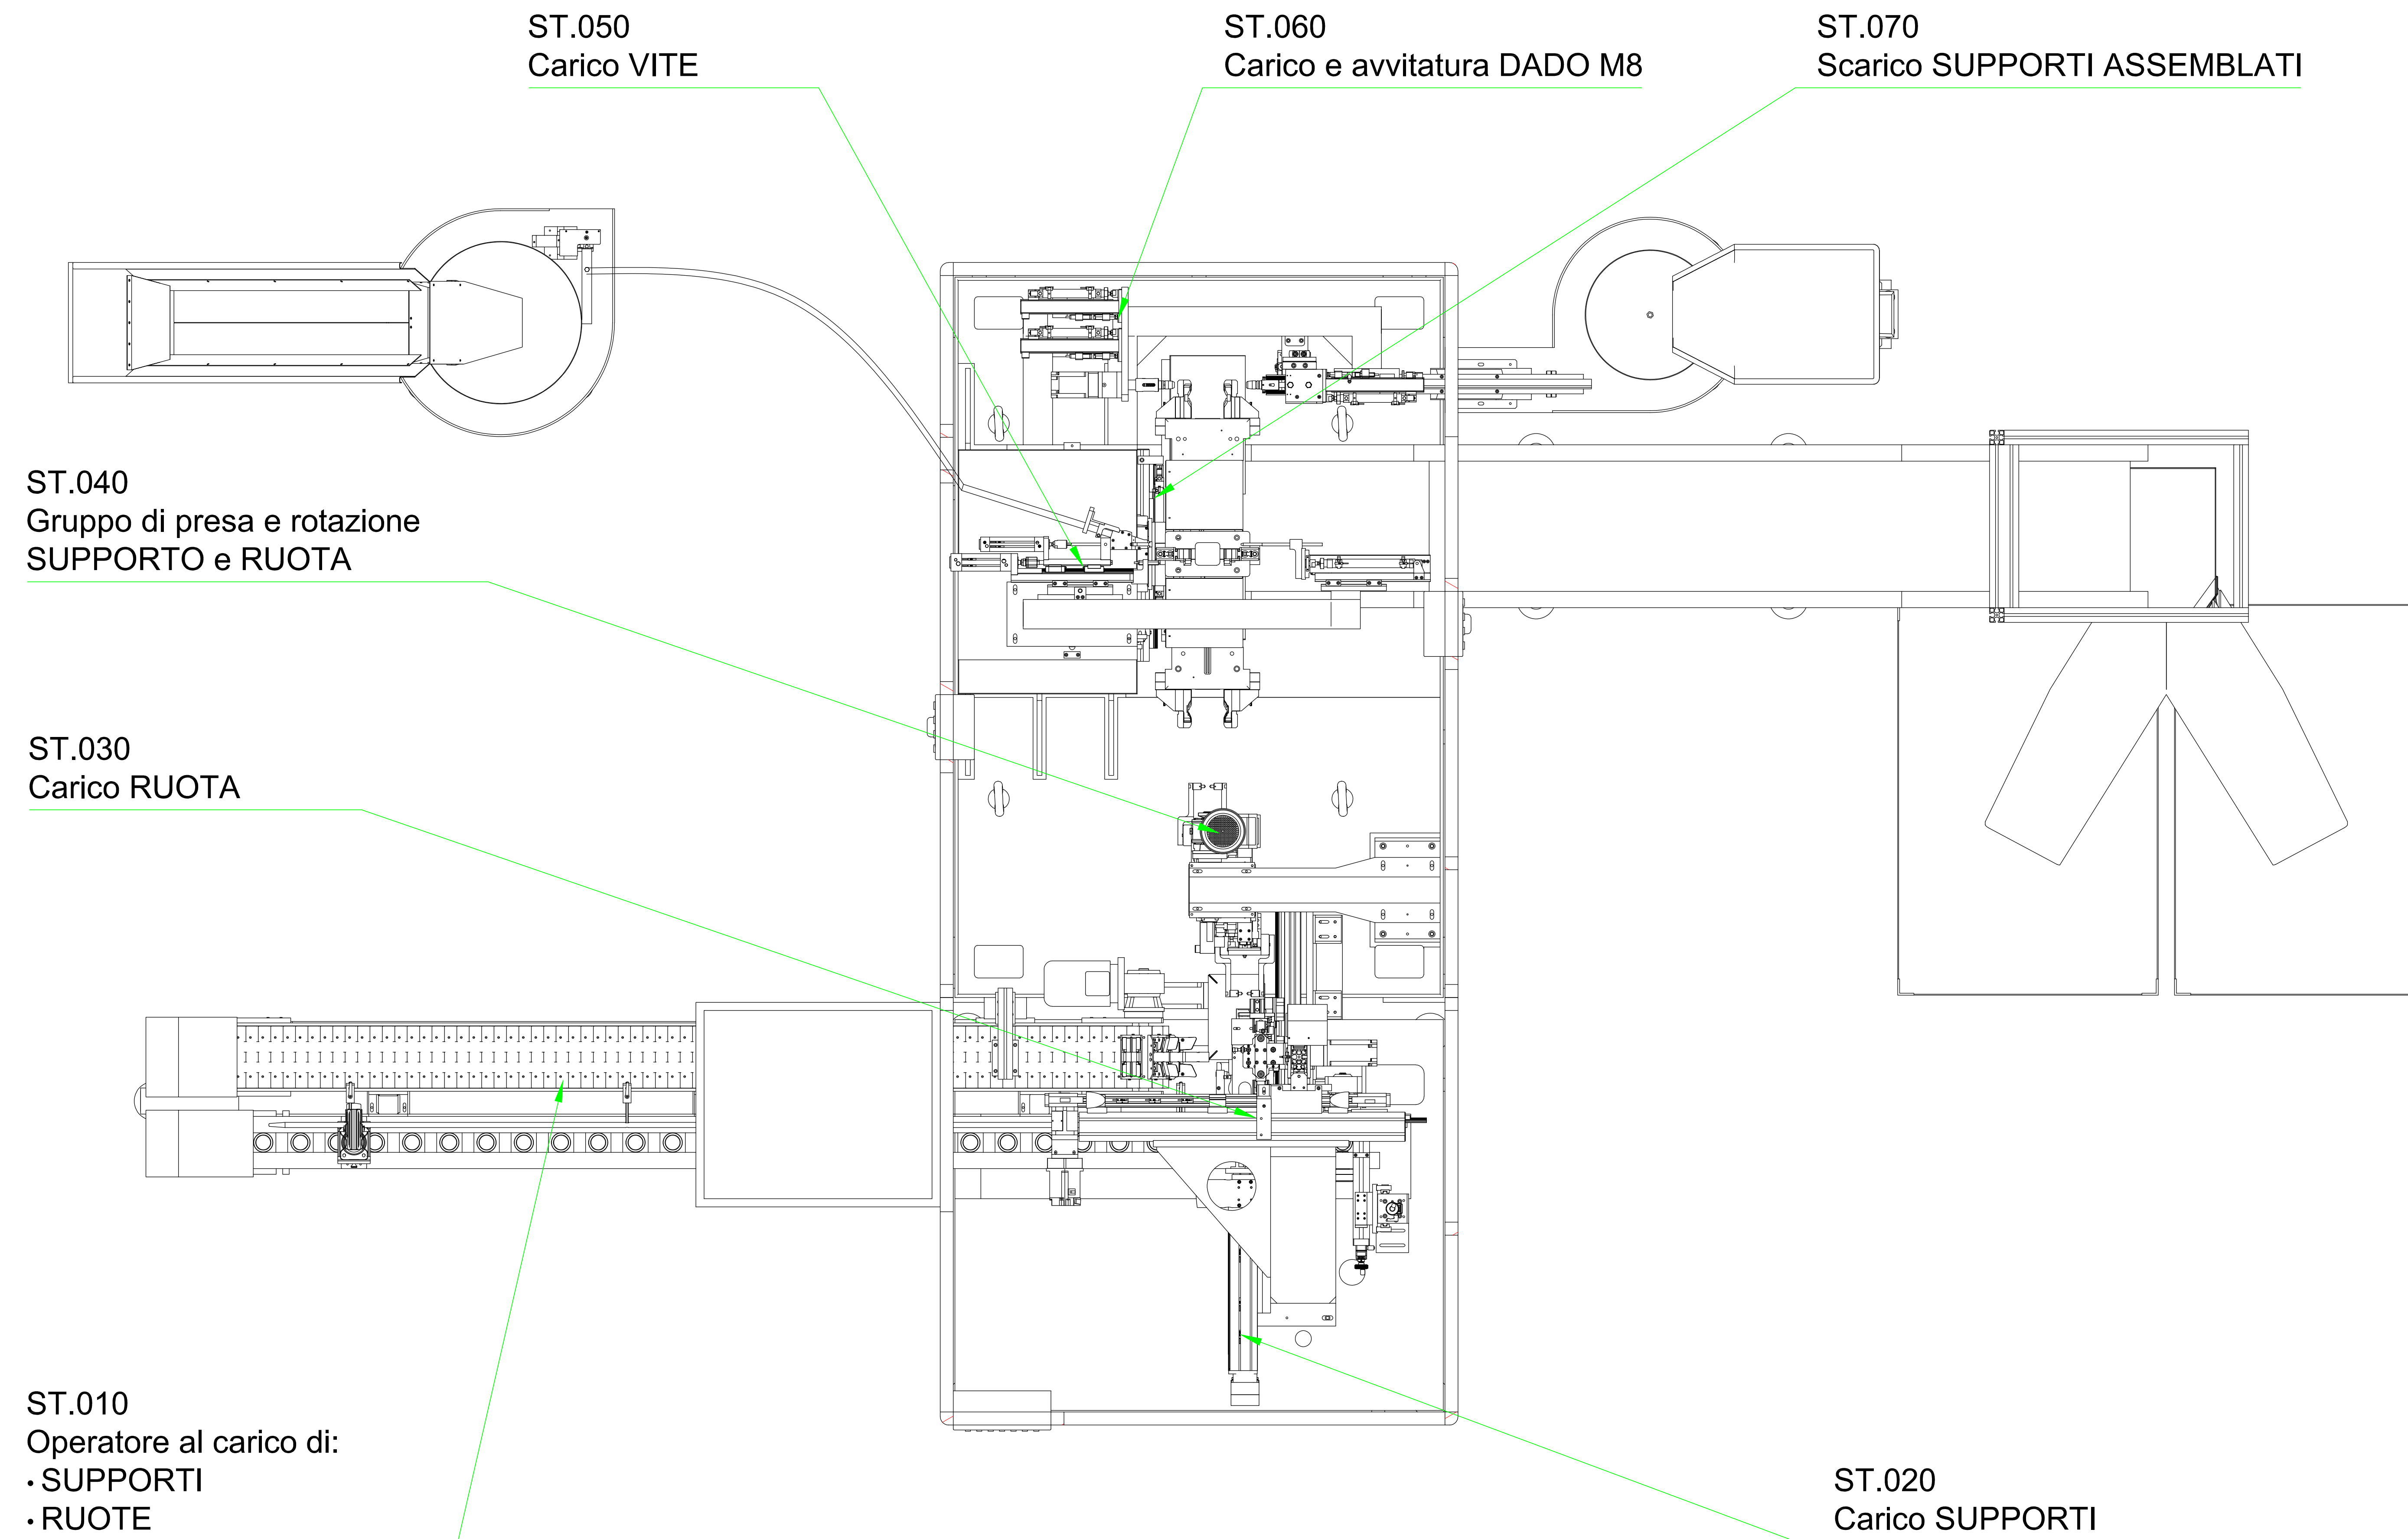 ST.050
Carico VITE
ST.060
Carico e avvitatura DADO M8
ST.070
Scarico SUPPORTI ASSEMBLATI
ST.040
Gruppo di presa e rotazione
SUPPORTO e RUOTA
ST.030
Carico RUOTA
ST.010
Operatore al carico di:
• SUPPORTI
• RUOTE
ST.020
Carico SUPPORTI